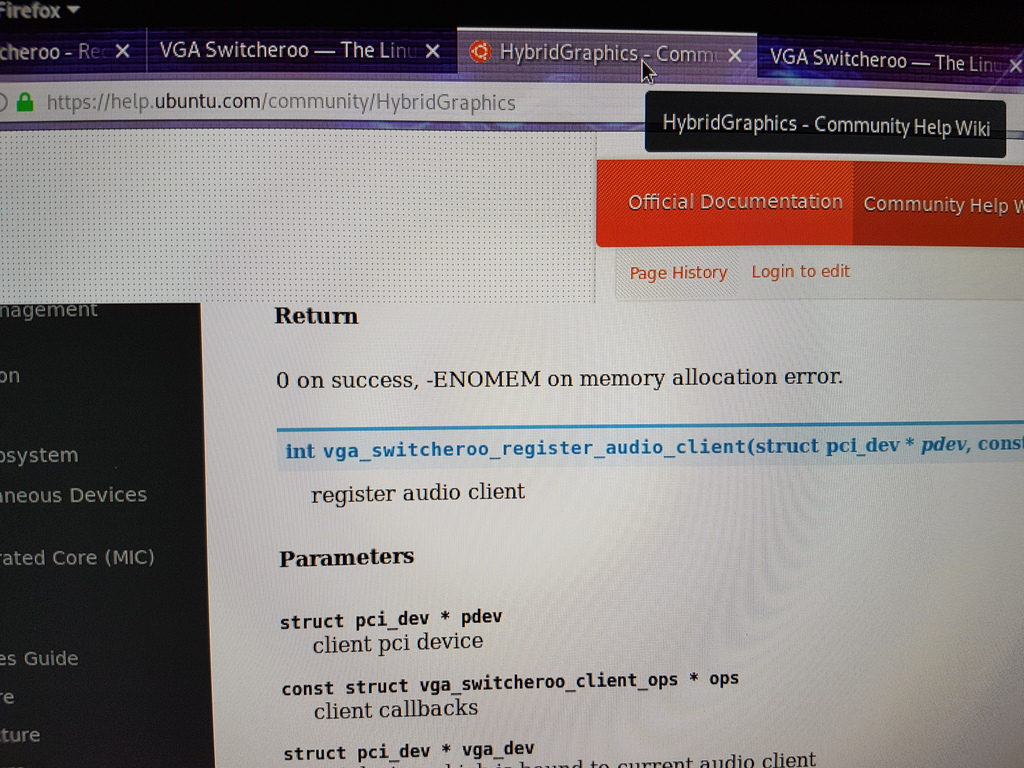 Firefox
cheroo - Re
VGA Switcheroo — The Linu
HybridGraphics - Commu
VGA Switcheroo — The Linu
https://help.ubuntu.com/community/HybridGraphics
HybridGraphics - Community Help Wiki
Official Documentation
Community Help W
Page History
Login to edit
nagement
on
osystem
neous Devices
rated Core (MIC)
es Guide
re
ture
Return
0 on success, -ENOMEM on memory allocation error.
int vga_switcheroo_register_audio_client(struct pci_dev * pdev, const
register audio client
Parameters
struct pci_dev * pdev
client pci device
const struct vga_switcheroo_client_ops * ops
client callbacks
struct pci_dev * vga_dev
which is bound to current audio client